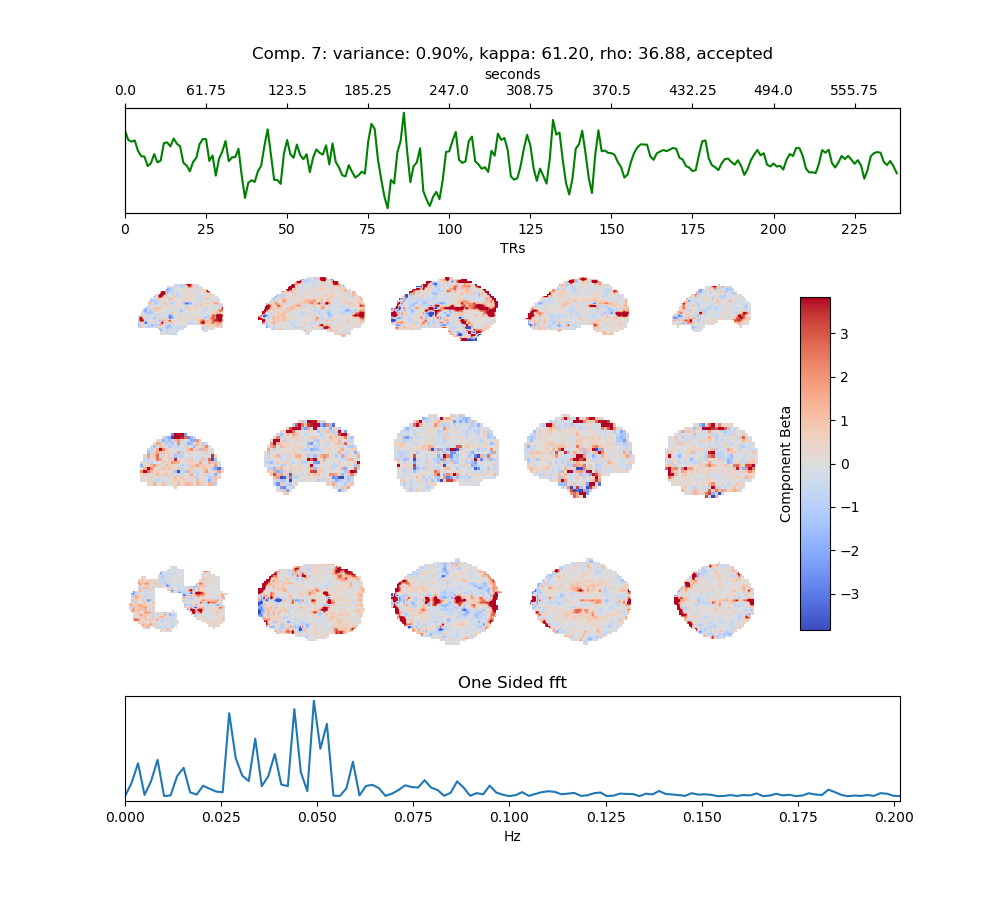 Comp. 7: variance: 0.90%, kappa: 61.20, rho: 36.88, accepted
seconds
0.0 61.75 123.5 185.25 247.0 308.75 370.5 432.25 494.0 555.75
0 25 50 75 100 125 150 175 200 225
TRs
3
2
1
0
−1
−2
−3
Component Beta
One Sided fft
0.000 0.025 0.050 0.075 0.100 0.125 0.150 0.175 0.200
Hz